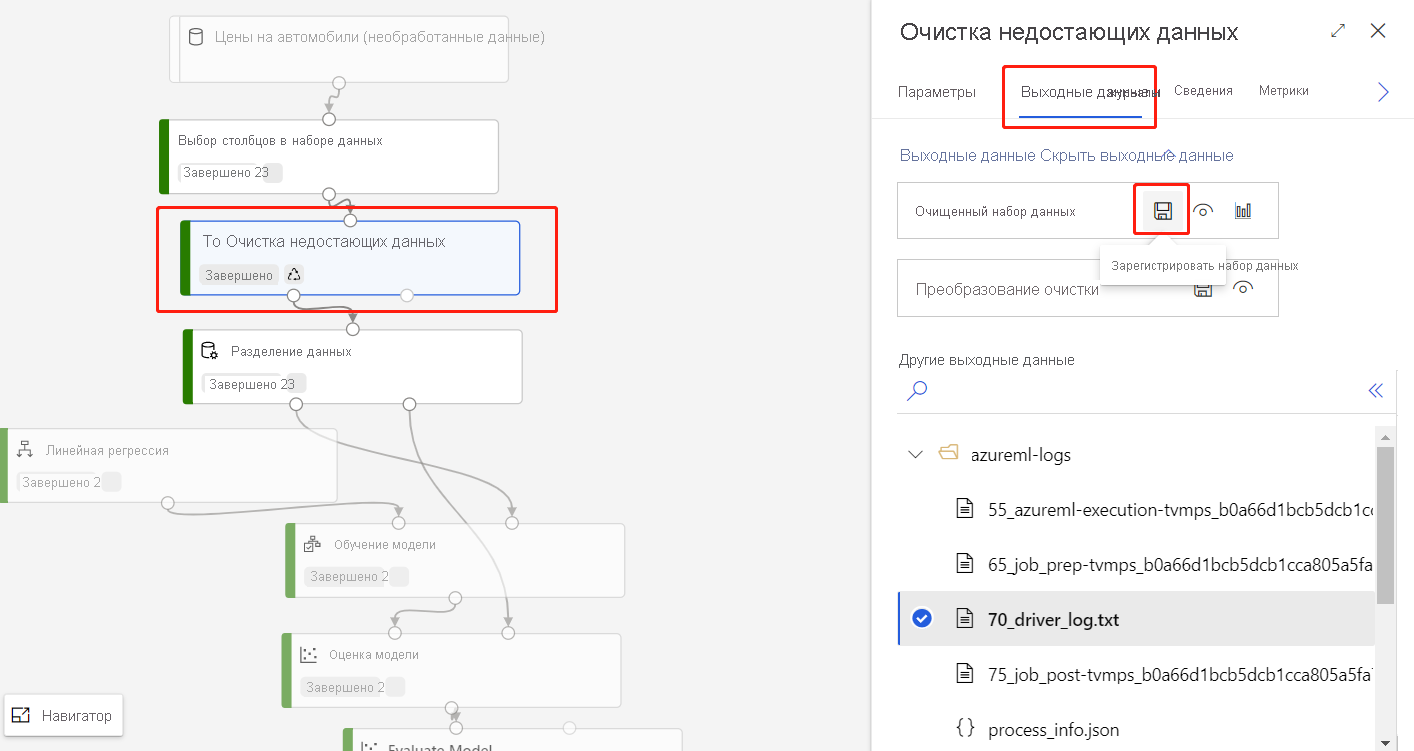 Цены на автомобили (необработанные данные)
Выбор столбцов в наборе данных
Завершено 23
То Очистка недостающих данных
Завершено
Разделение данных
Завершено 23
Линейная регрессия
Завершено 2
Обучение модели
Завершено 2
Оценка модели
Завершено 2
Evaluate Model
Навигатор
Очистка недостающих данных
Параметры
Выходные данные
журналы
Сведения
Метрики
Выходные данные Скрыть выходные данные
Очищенный набор данных
Зарегистрировать набор данных
Преобразование очистки
Другие выходные данные
azureml-logs
55_azureml-execution-tvmps_b0a66d1bcb5dcb1cc
65_job_prep-tvmps_b0a66d1bcb5dcb1cca805a5fa
70_driver_log.txt
75_job_post-tvmps_b0a66d1bcb5dcb1cca805a5fa
process_info.json